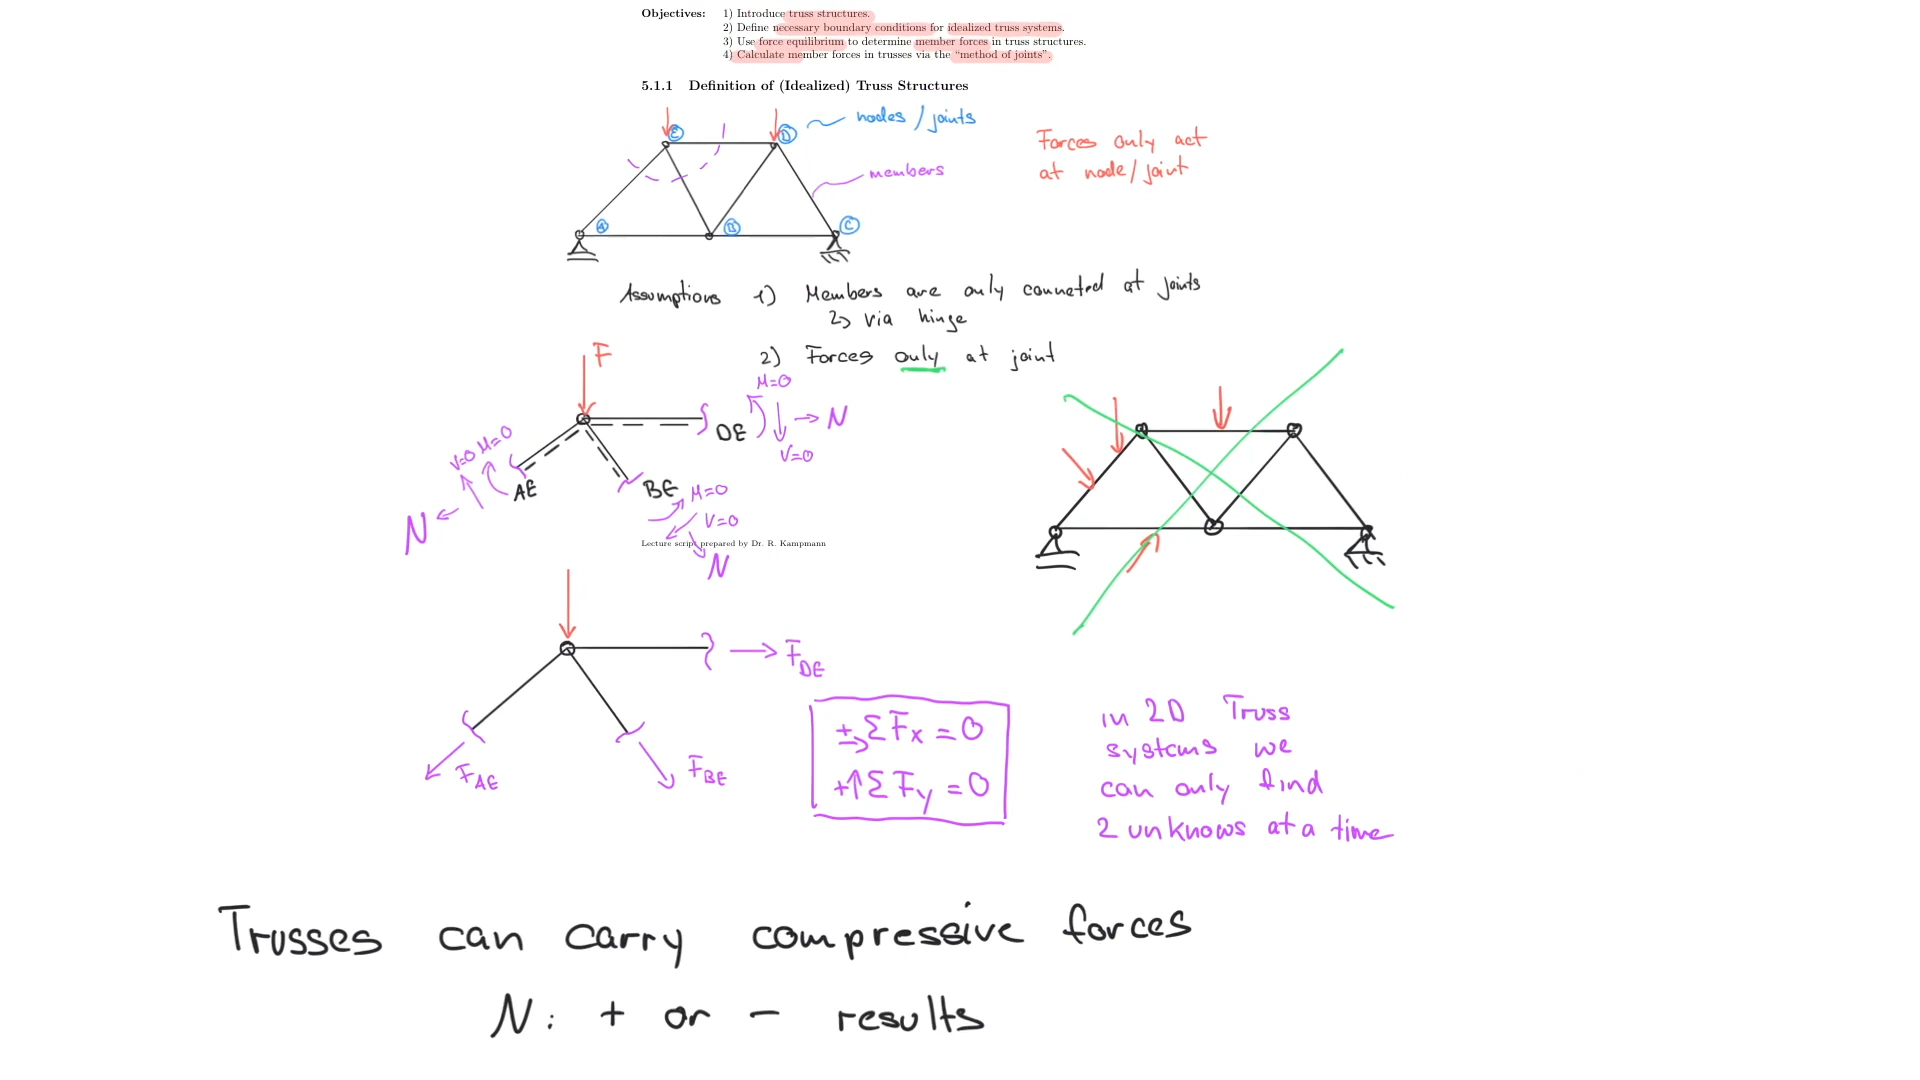 Objectives: 1) Introduce truss structures.
2) Define necessary boundary conditions for idealized truss systems.
3) Use force equilibrium to determine member forces in truss structures.
4) Calculate member forces in trusses via the “method of joints”.
5.1.1 Definition of (Idealized) Truss Structures
E
D
nodes / joints
Forces only act
at node / joint
members
A
B
C
Assumptions 1) Members are only conneted at joints
via hinge
2) Forces only at joint
F
M=0
DE
N
V=0
V=0 M=0
AE
N
BE
M=0
V=0
N
Lecture script prepared by Dr. R. Kampmann
F_DE
F_AE
F_BE
+→ ΣFx = 0
+↑ ΣFy = 0
in 2D Truss
systems we
can only find
2 unknows at a time
Trusses can carry compressive forces
N: + or - results